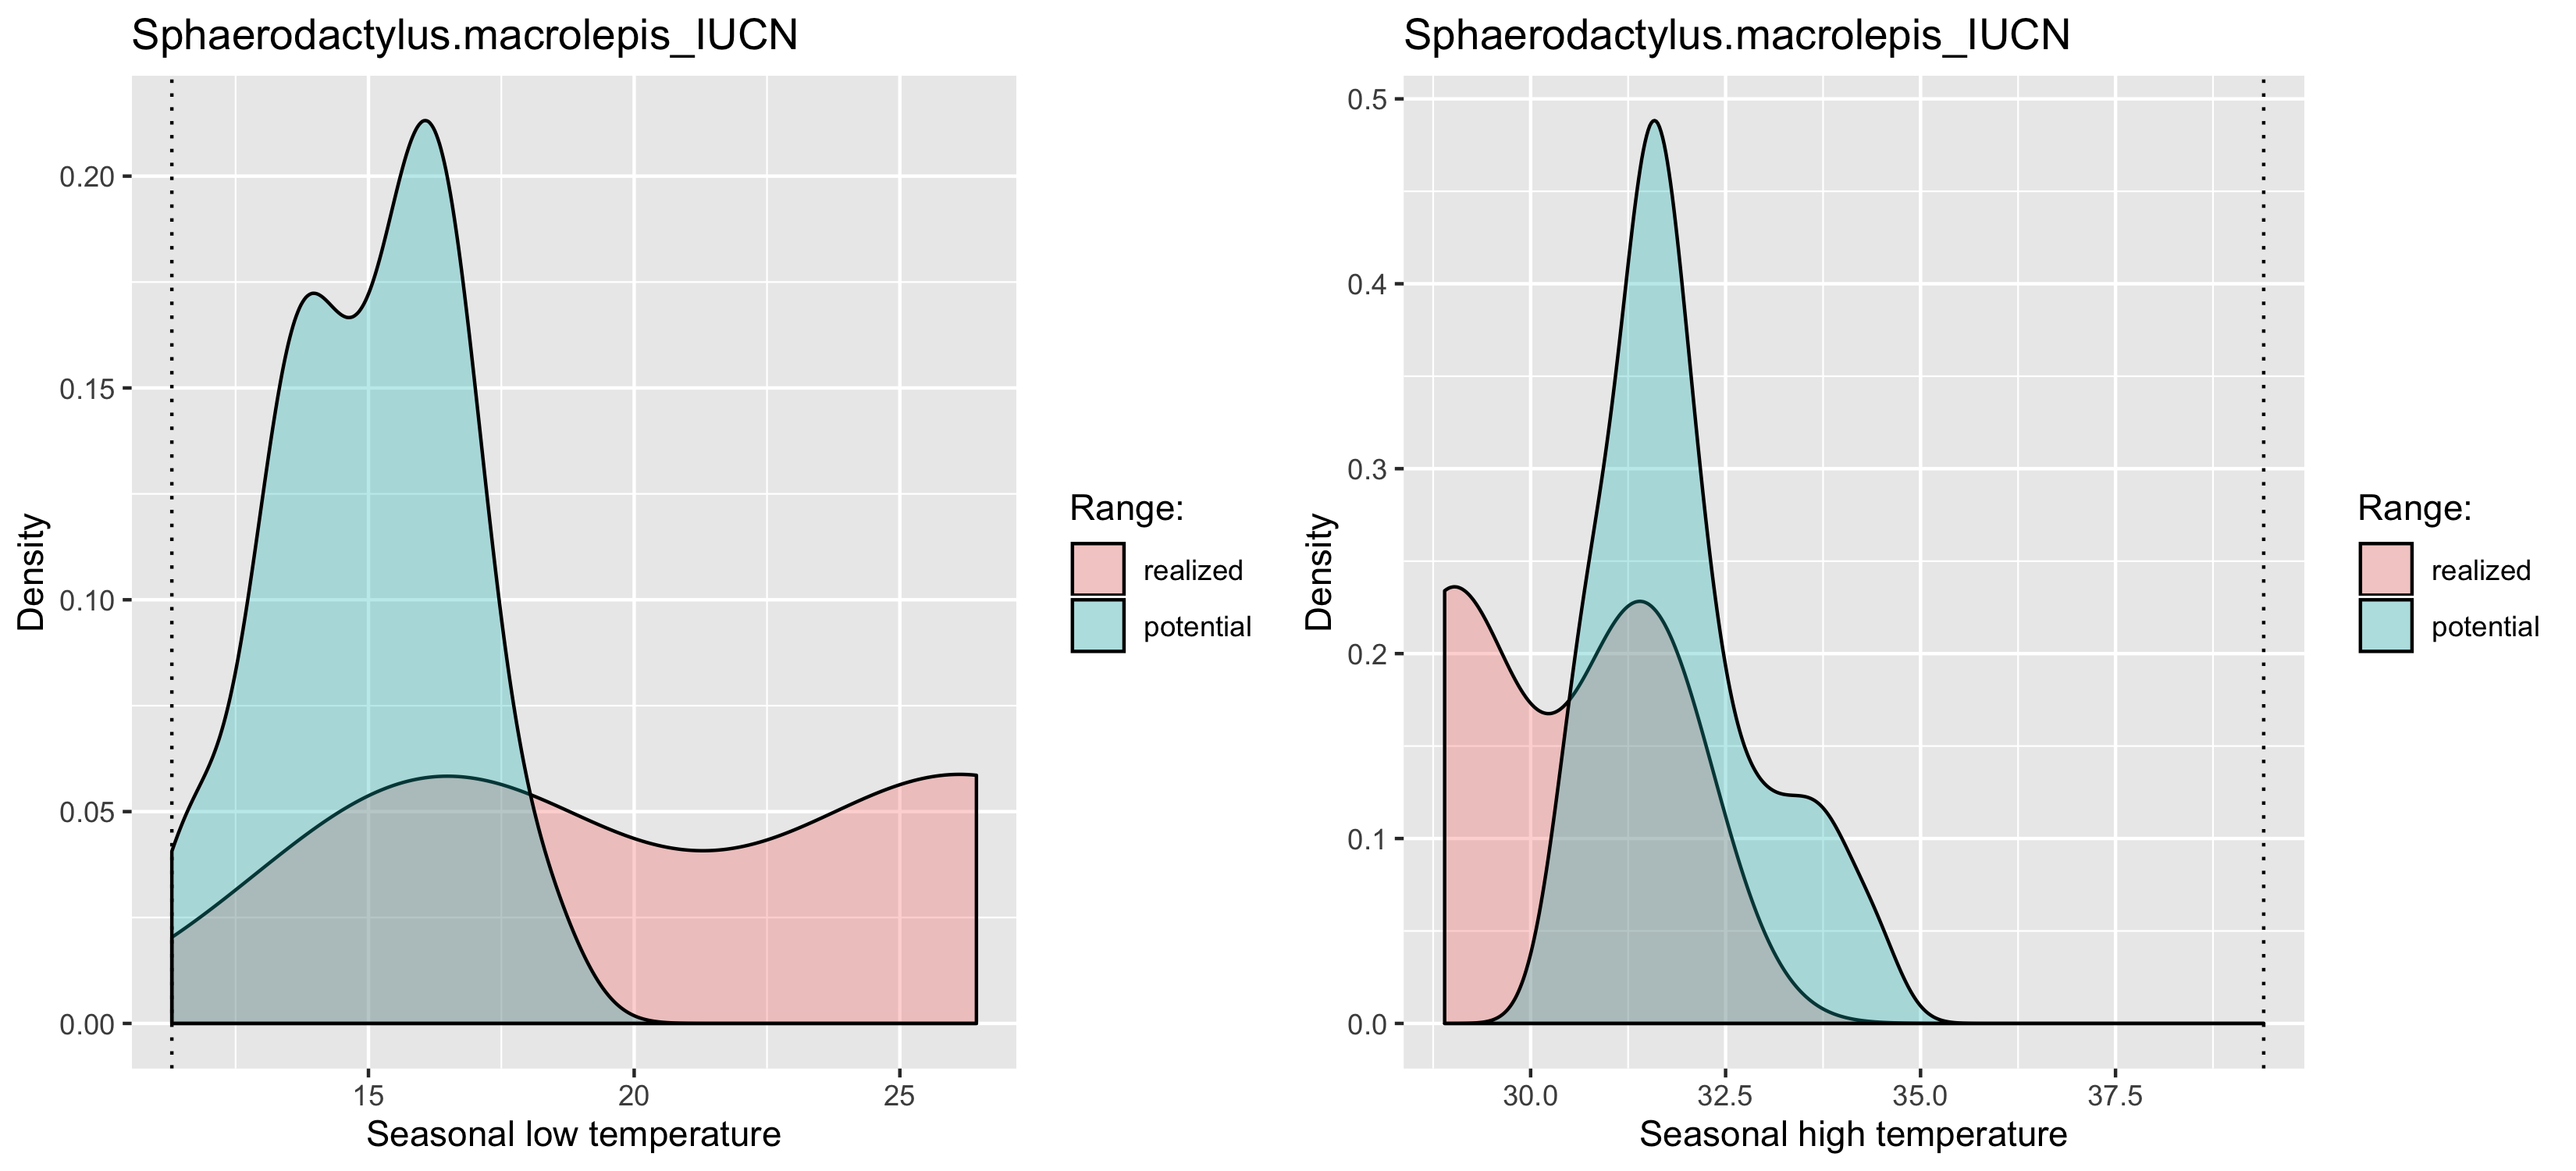 Sphaerodactylus.macrolepis_IUCN
0.20
0.15
0.10
0.05
0.00
Density
15 20 25
Seasonal low temperature
Range:
realized
potential
Sphaerodactylus.macrolepis_IUCN
0.5
0.4
0.3
0.2
0.1
0.0
Density
30.0 32.5 35.0 37.5
Seasonal high temperature
Range:
realized
potential